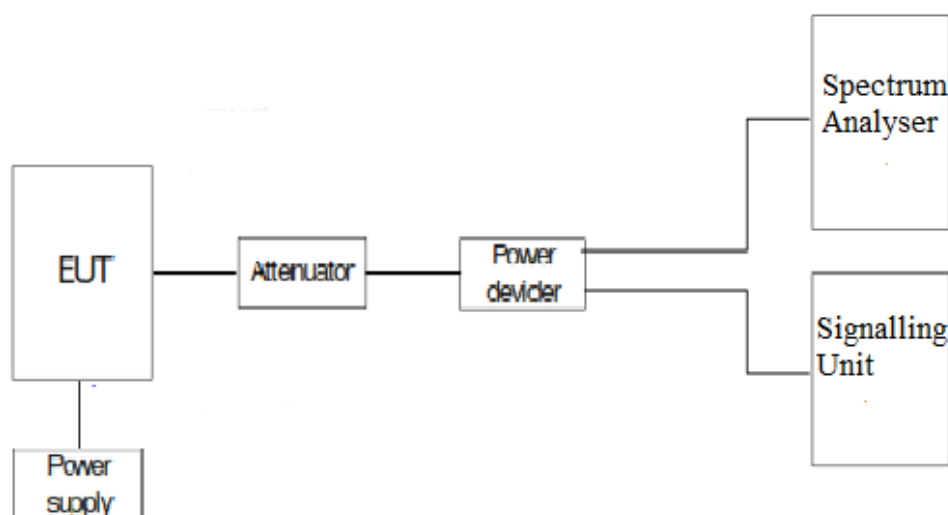 Spectrum
Analyser
EUT
Attenuator
Power
devider
Signalling
Unit
Power
supply